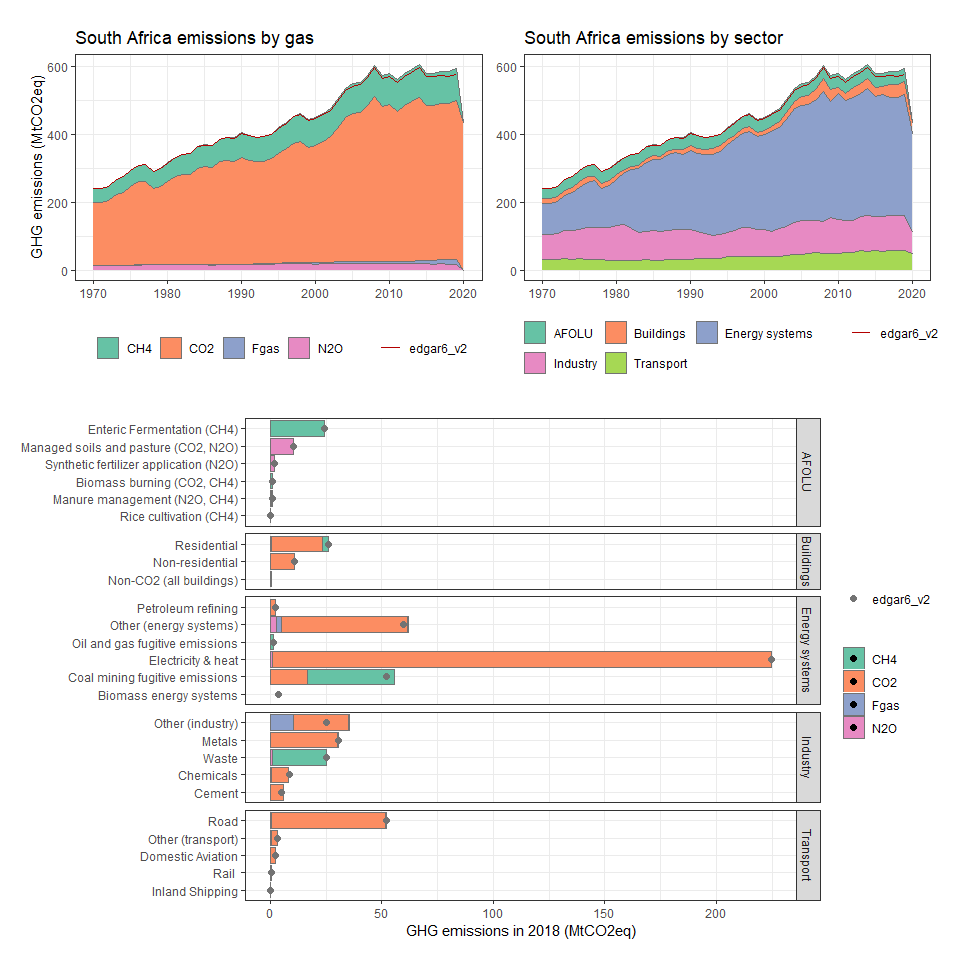 South Africa emissions by gas
GHG emissions (MtCO2eq)
600
400
200
0
1970
1980
1990
2000
2010
2020
CH4
CO2
Fgas
N2O
edgar6_v2
South Africa emissions by sector
600
400
200
0
1970
1980
1990
2000
2010
2020
AFOLU
Buildings
Energy systems
edgar6_v2
Industry
Transport
Enteric Fermentation (CH4)
Managed soils and pasture (CO2, N2O)
Synthetic fertilizer application (N2O)
Biomass burning (CO2, CH4)
Manure management (N2O, CH4)
Rice cultivation (CH4)
AFOLU
Residential
Non-residential
Non-CO2 (all buildings)
Buildings
Petroleum refining
Other (energy systems)
Oil and gas fugitive emissions
Electricity & heat
Coal mining fugitive emissions
Biomass energy systems
Energy systems
Other (industry)
Metals
Waste
Chemicals
Cement
Industry
Road
Other (transport)
Domestic Aviation
Rail
Inland Shipping
Transport
0
50
100
150
200
GHG emissions in 2018 (MtCO2eq)
edgar6_v2
CH4
CO2
Fgas
N2O